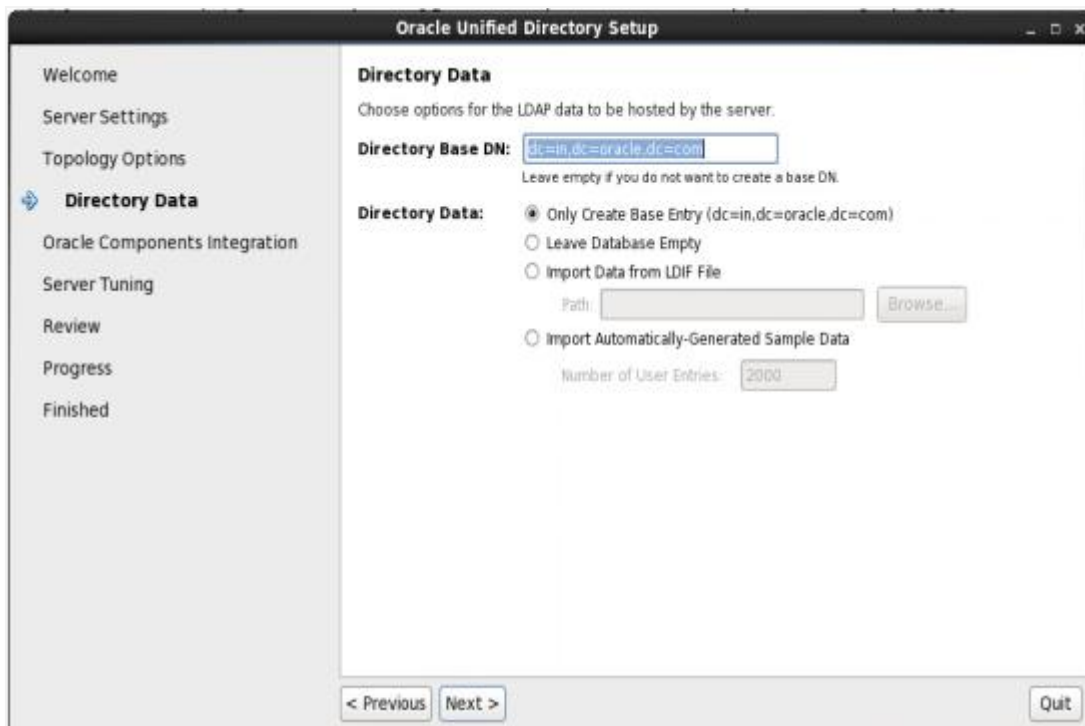 Oracle Unified Directory Setup
Welcome
Server Settings
Topology Options
Directory Data
Oracle Components Integration
Server Tuning
Review
Progress
Finished
Directory Data
Choose options for the LDAP data to be hosted by the server.
Directory Base DN: dc=in,dc=oracle,dc=com
Leave empty if you do not want to create a base DN.
Directory Data: Only Create Base Entry (dc=in,dc=oracle,dc=com)
Leave Database Empty
Import Data from LDIF File
Path: Browse...
Import Automatically-Generated Sample Data
Number of User Entries: 2000
< Previous Next > Quit